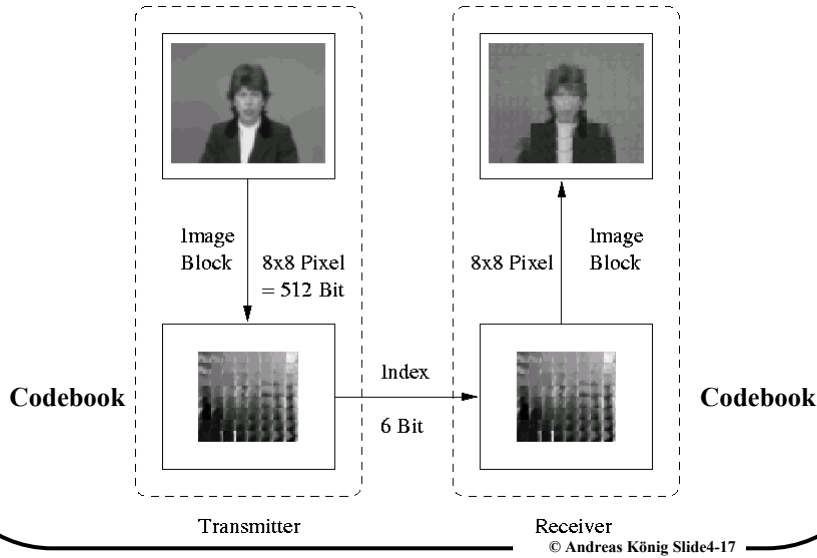 Image
Block
8x8 Pixel
= 512 Bit
8x8 Pixel
Image
Block
Codebook
Index
6 Bit
Codebook
Transmitter
Receiver
© Andreas König Slide4-17